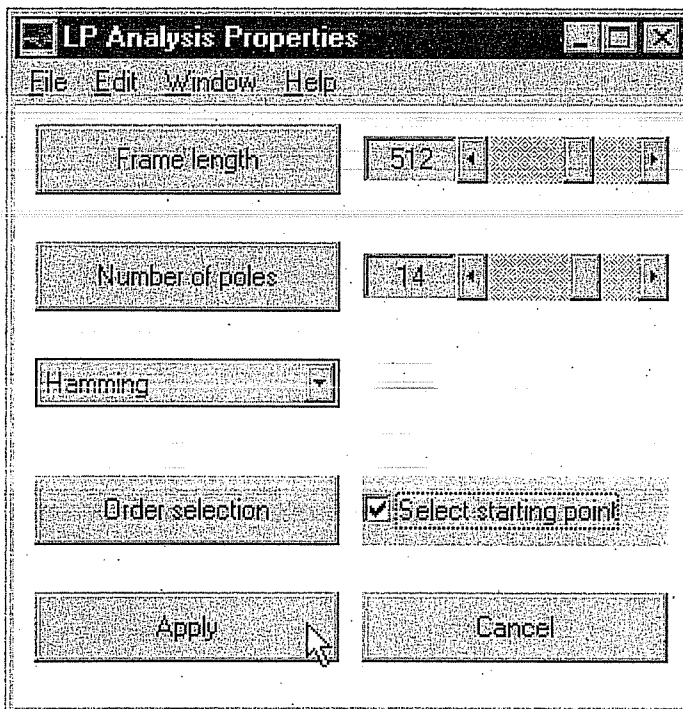 LP Analysis Properties
File Edit Window Help
Frame length 512
Number of poles 14
Hamming
Order selection Select starting point
Apply Cancel